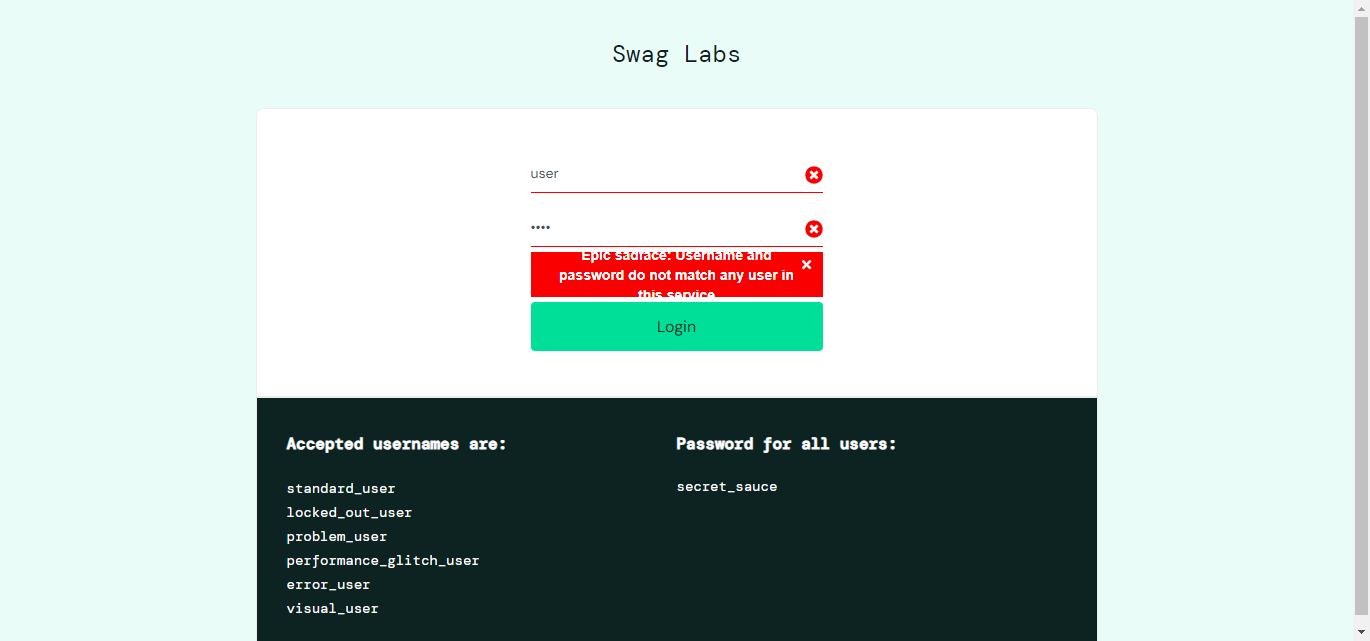 Swag Labs
user
••••
Epic sadface: Username and
password do not match any user in
this service
Login
Accepted usernames are:
Password for all users:
standard_user
secret_sauce
locked_out_user
problem_user
performance_glitch_user
error_user
visual_user